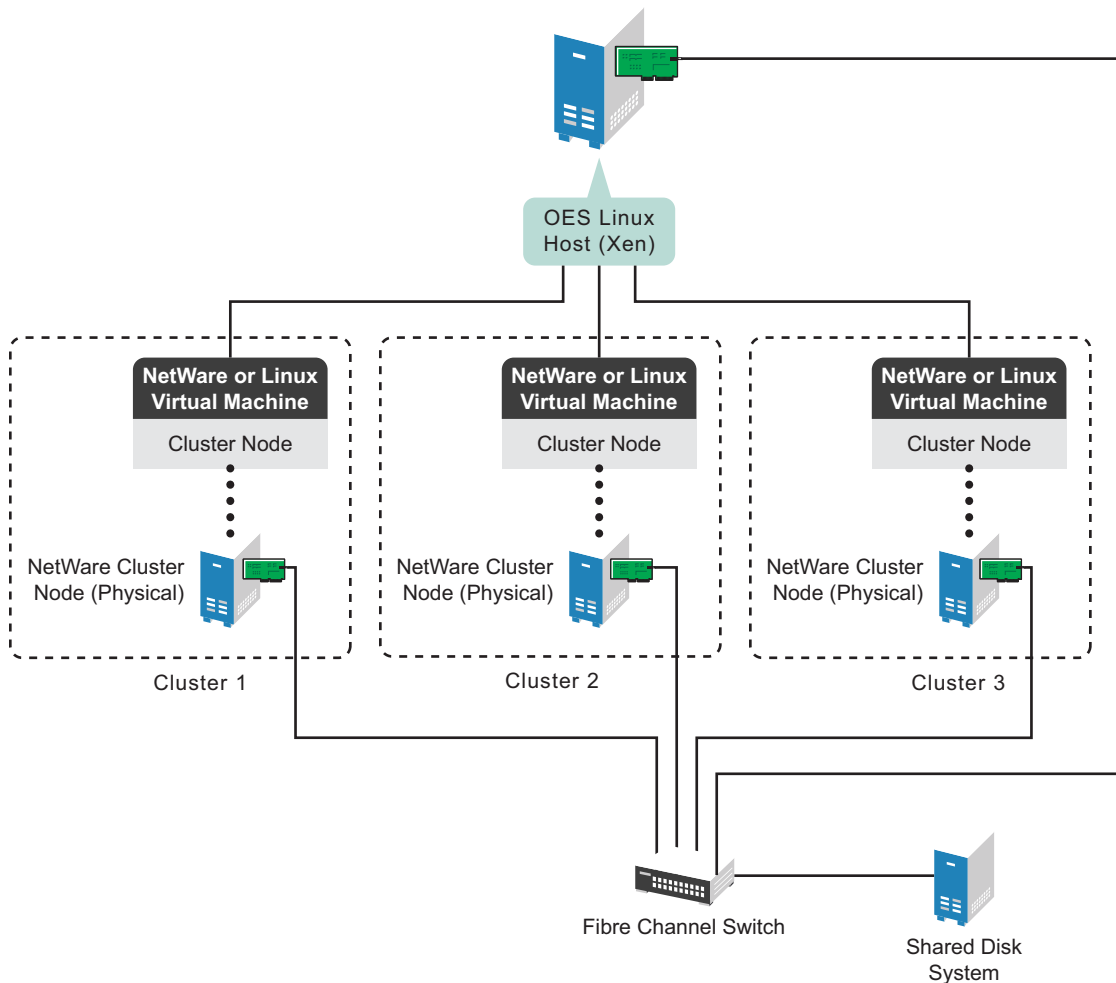 OES Linux
Host (Xen)
NetWare or Linux
Virtual Machine
Cluster Node
NetWare Cluster
Node (Physical)
Cluster 1
NetWare or Linux
Virtual Machine
Cluster Node
NetWare Cluster
Node (Physical)
Cluster 2
NetWare or Linux
Virtual Machine
Cluster Node
NetWare Cluster
Node (Physical)
Cluster 3
Fibre Channel Switch
Shared Disk
System